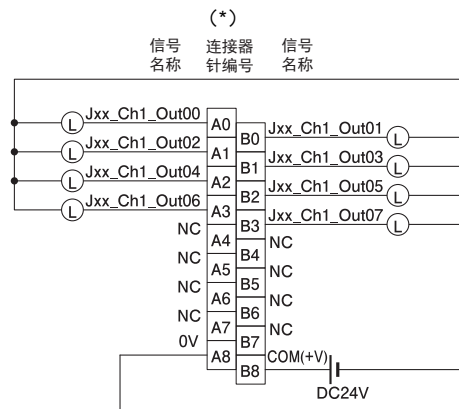 (*)
信号 连接器 信号
名称 针编号 名称
L Jxx_Ch1_Out00 A0
B0 Jxx_Ch1_Out01 L
L Jxx_Ch1_Out02 A1
B1 Jxx_Ch1_Out03 L
L Jxx_Ch1_Out04 A2
B2 Jxx_Ch1_Out05 L
L Jxx_Ch1_Out06 A3
B3 Jxx_Ch1_Out07 L
NC A4
B4 NC
NC A5
B5 NC
NC A6
B6 NC
NC A7
B7 NC
0V A8
B8 COM(+V)
DC24V